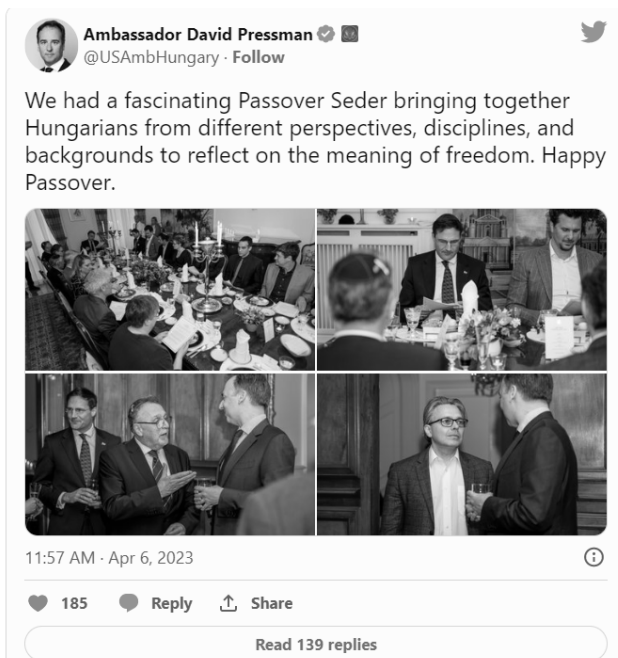 Ambassador David Pressman
@USAmbHungary · Follow
We had a fascinating Passover Seder bringing together
Hungarians from different perspectives, disciplines, and
backgrounds to reflect on the meaning of freedom. Happy
Passover.
11:57 AM · Apr 6, 2023
185 Reply Share
Read 139 replies